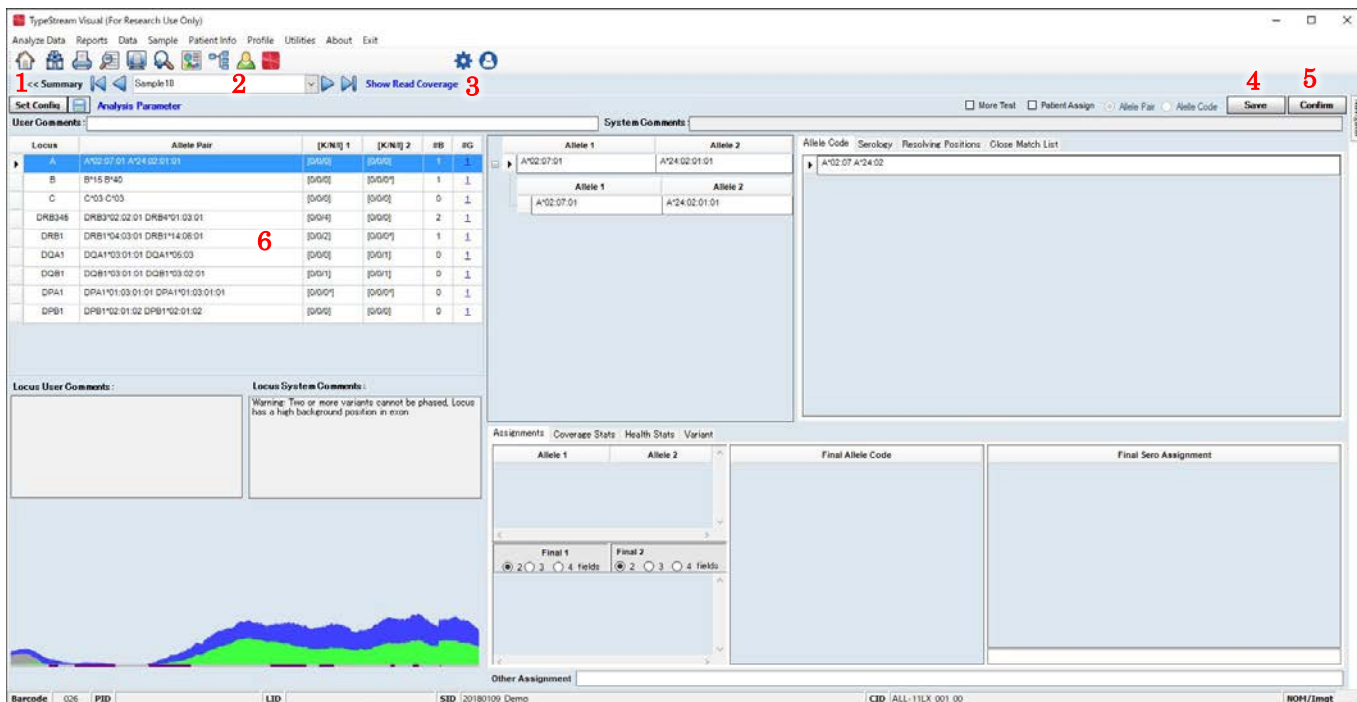 TypeStream Visual (For Research Use Only)
Analyze Data Reports Data Sample Patient Info Profile Utilities About Exit
1 << Summary Sample10 2 Show Read Coverage 3 4 5
Set Config Analysis Parameter More Test Patient Assign Allele Pair Allele Code Save Confirm
User Comments : System Comments :
Locus Allele Pair [K/N/I] 1 [K/N/I] 2 #B #G
A A*02:07:01 A*24:02:01:01 [0/0/0] [0/0/0] 1 1
B B*15 B*40 [0/0/0] [0/0/0*] 1 1
C C*03 C*03 [0/0/0] [0/0/0] 0 1
DRB345 DRB3*02:02:01 DRB4*01:03:01 [0/0/4] [0/0/0] 2 1
DRB1 DRB1*04:03:01 DRB1*14:06:01 [0/0/2] [0/0/0*] 1 1
6
DQA1 DQA1*03:01:01 DQA1*05:03 [0/0/0] [0/0/1] 0 1
DQB1 DQB1*03:01:01 DQB1*03:02:01 [0/0/1] [0/0/1] 0 1
DPA1 DPA1*01:03:01:01 DPA1*01:03:01:01 [0/0/0*] [0/0/0*] 0 1
DPB1 DPB1*02:01:02 DPB1*02:01:02 [0/0/0] [0/0/0] 0 1
Allele 1 Allele 2
A*02:07:01 A*24:02:01:01
Allele 1 Allele 2
A*02:07:01 A*24:02:01:01
Allele Code Serology Resolving Positions Close Match List
A*02:07 A*24:02
Locus User Comments : Locus System Comments :
Warning: Two or more variants cannot be phased, Locus
has a high background position in exon
Assignments Coverage Stats Health Stats Variant
Allele 1 Allele 2 Final Allele Code Final Sero Assignment
Final 1 Final 2
2 3 4 fields 2 3 4 fields
Other Assignment
Barcode 026 PID LID SID 20180109_Demo CID ALL-11LX_001_00 NOM/Imgt